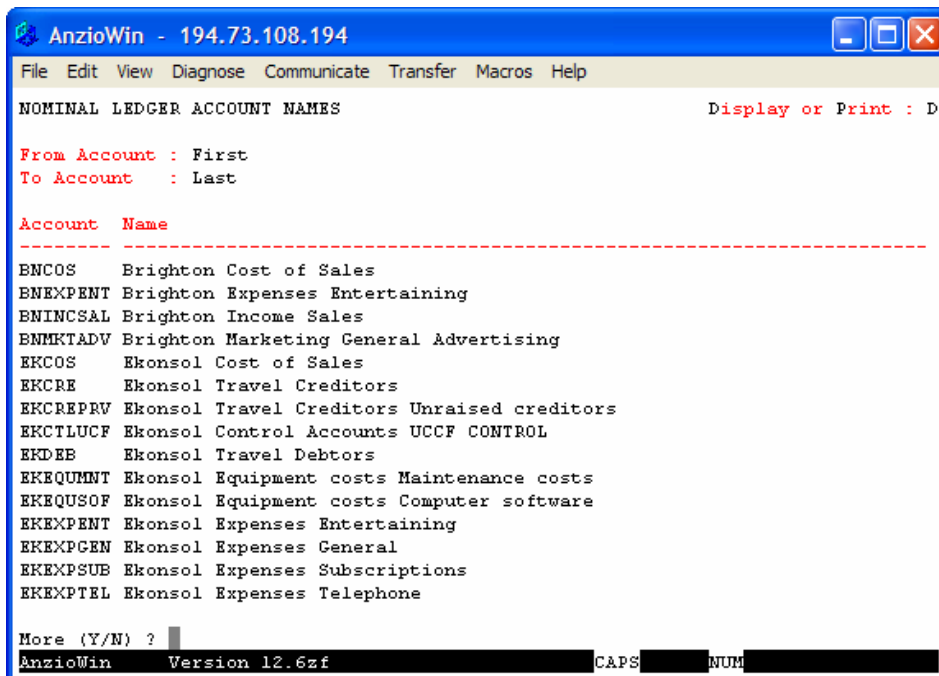 AnzioWin - 194.73.108.194
File Edit View Diagnose Communicate Transfer Macros Help
NOMINAL LEDGER ACCOUNT NAMES Display or Print : D
From Account : First
To Account : Last
Account Name
-------- ----------------------------------------------------------------------
BNCOS Brighton Cost of Sales
BNEXPENT Brighton Expenses Entertaining
BNINCSAL Brighton Income Sales
BNMKTADV Brighton Marketing General Advertising
EKCOS Ekonsol Cost of Sales
EKCRE Ekonsol Travel Creditors
EKCREPRV Ekonsol Travel Creditors Unraised creditors
EKCTLUCF Ekonsol Control Accounts UCCF CONTROL
EKDEB Ekonsol Travel Debtors
EKEQUMNT Ekonsol Equipment costs Maintenance costs
EKEQUSOF Ekonsol Equipment costs Computer software
EKEXPENT Ekonsol Expenses Entertaining
EKEXPGEN Ekonsol Expenses General
EKEXPSUB Ekonsol Expenses Subscriptions
EKEXPTEL Ekonsol Expenses Telephone
More (Y/N) ?
AnzioWin Version 12.6zf CAPS NUM